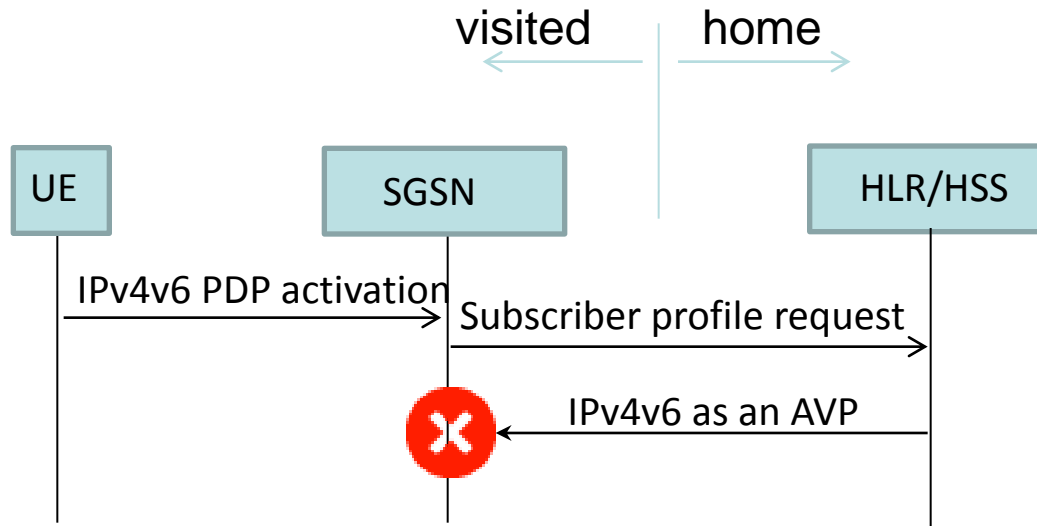 visited home
UE SGSN HLR/HSS
IPv4v6 PDP activation
Subscriber profile request
IPv4v6 as an AVP